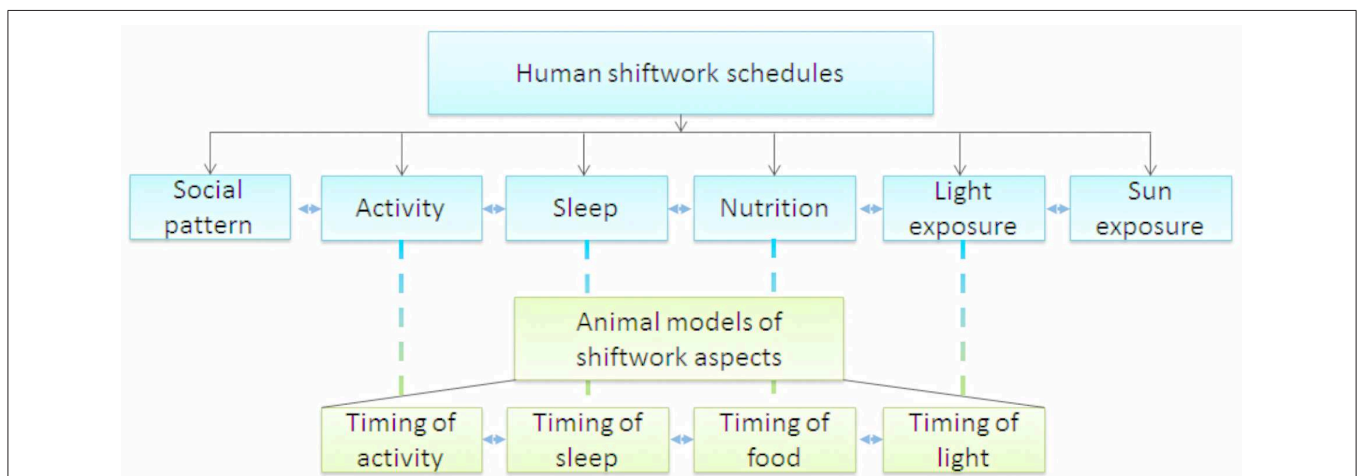 Human shiftwork schedules
Social
pattern
Activity
Sleep
Nutrition
Light
exposure
Sun
exposure
Animal models of
shiftwork aspects
Timing of
activity
Timing of
sleep
Timing of
food
Timing of
light